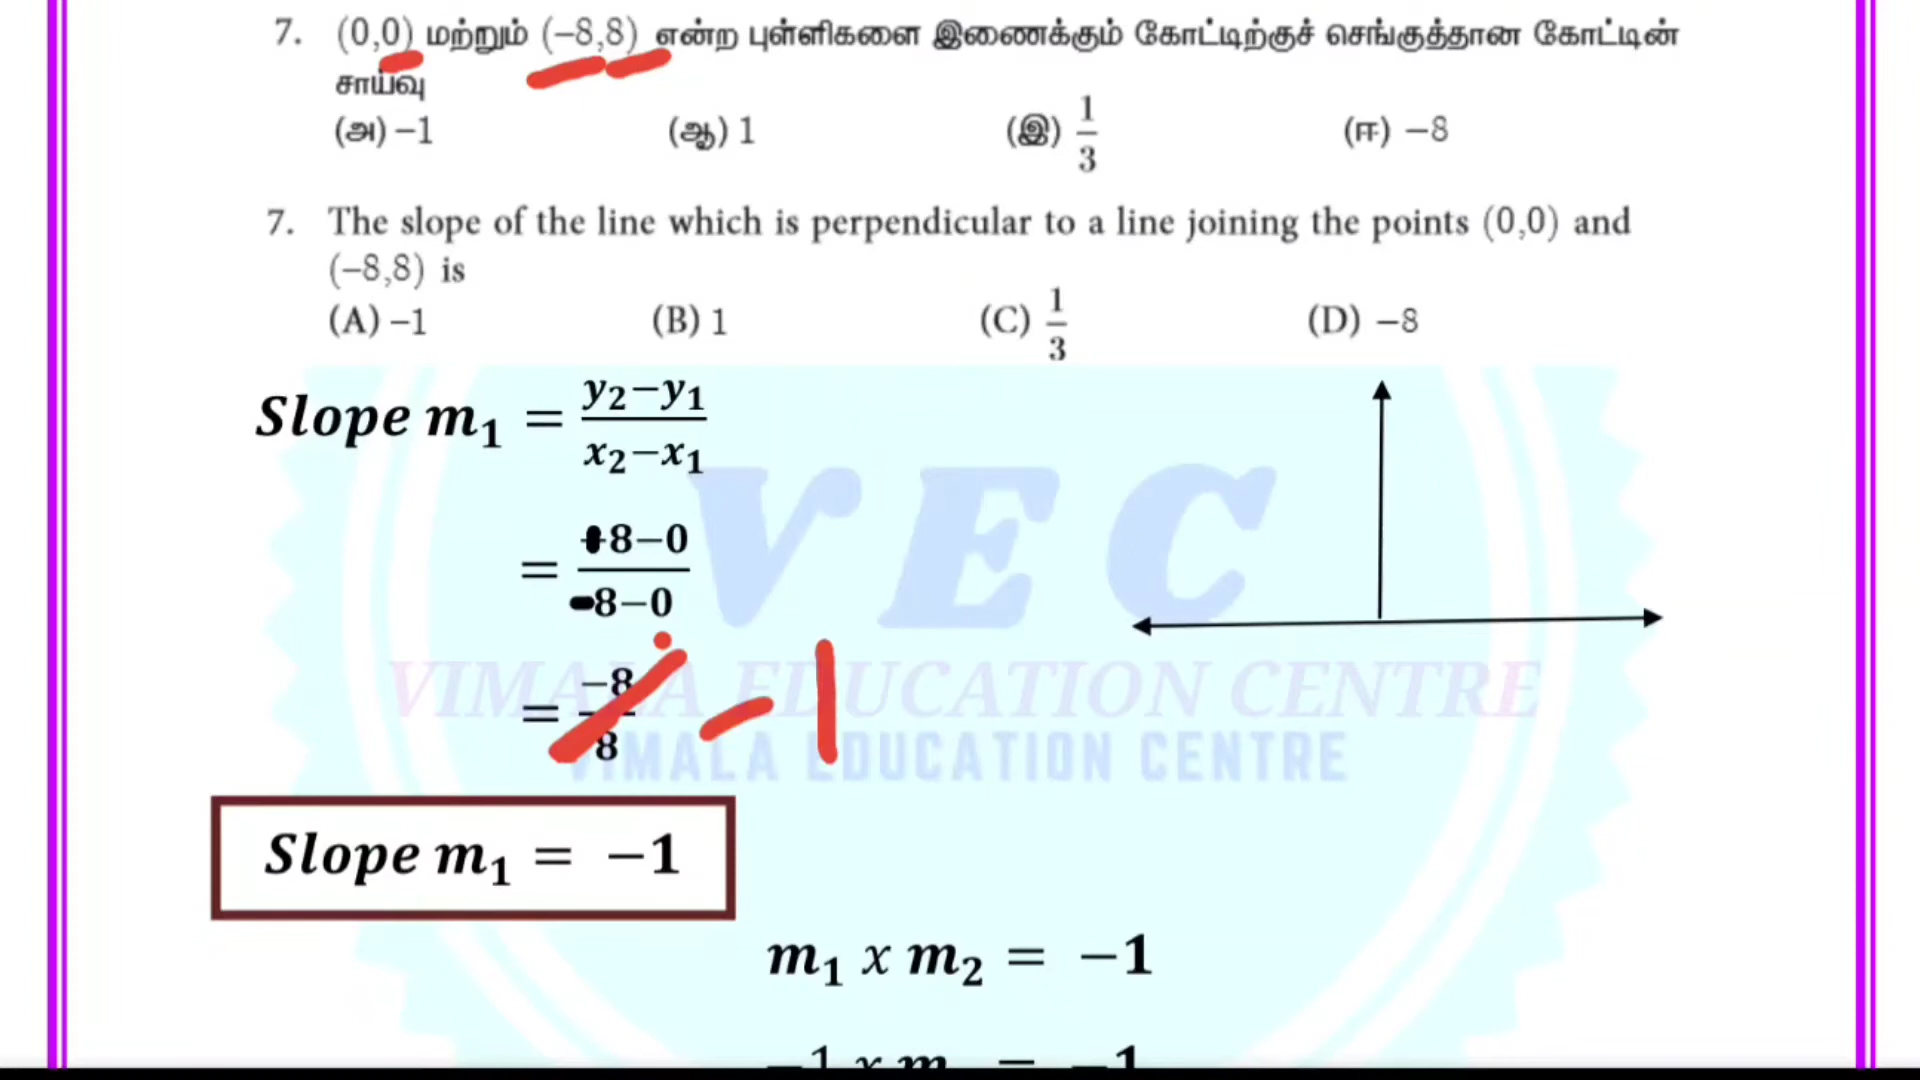 7. (0,0) மற்றும் (−8,8) என்ற புள்ளிகளை இணைக்கும் கோட்டிற்குச் செங்குத்தான கோட்டின்
சாய்வு
(அ) −1 (ஆ) 1 (இ) 1/3 (ஈ) −8
7. The slope of the line which is perpendicular to a line joining the points (0,0) and
(−8,8) is
(A) −1 (B) 1 (C) 1/3 (D) −8
Slope m₁ = y₂−y₁ / x₂−x₁
VEC
= +8−0 / -8−0
VIMALA EDUCATION CENTRE
= −8 / 8 - 1
VIMALA EDUCATION CENTRE
Slope m₁ = −1
m₁ x m₂ = −1
−1 x m = −1